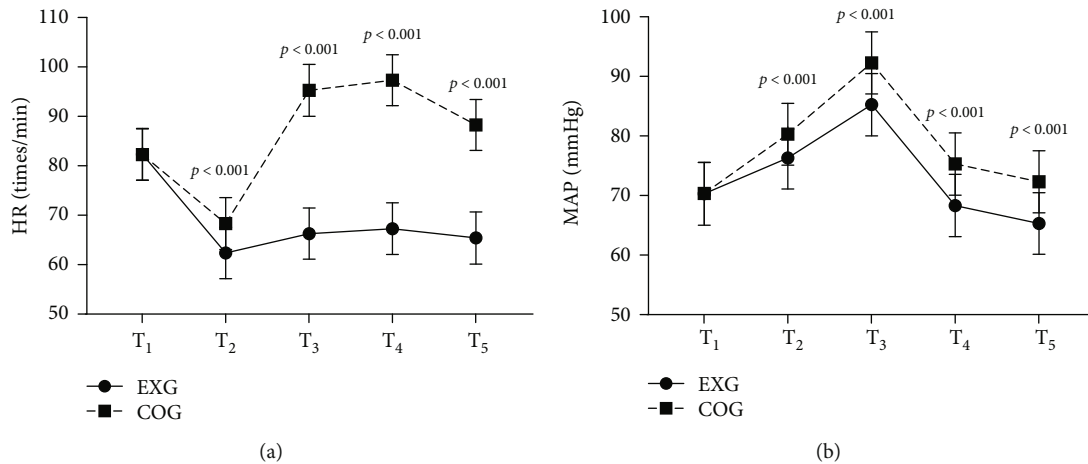 HR (times/min)
110
100
90
80
70
60
50
p < 0.001
p < 0.001
p < 0.001
p < 0.001
T1
T2
T3
T4
T5
EXG
COG
(a)
MAP (mmHg)
100
90
80
70
60
50
p < 0.001
p < 0.001
p < 0.001
p < 0.001
T1
T2
T3
T4
T5
EXG
COG
(b)